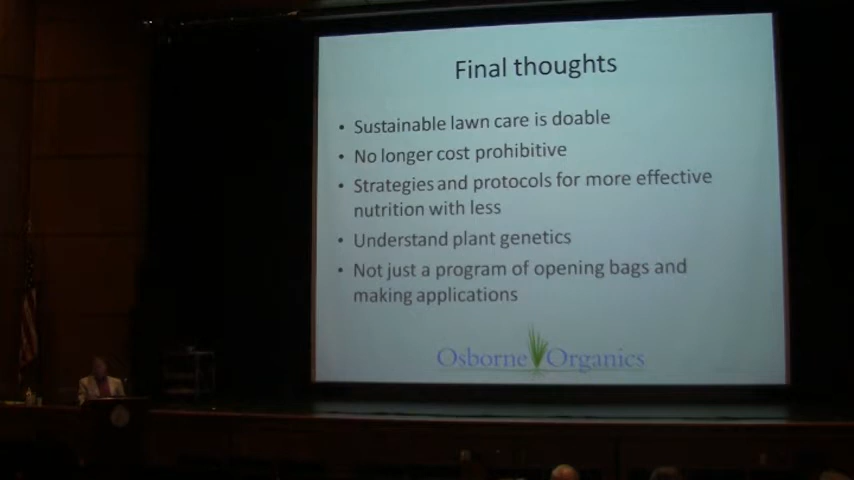 Final thoughts
• Sustainable lawn care is doable
• No longer cost prohibitive
• Strategies and protocols for more effective
nutrition with less
• Understand plant genetics
• Not just a program of opening bags and
making applications
Osborne Organics